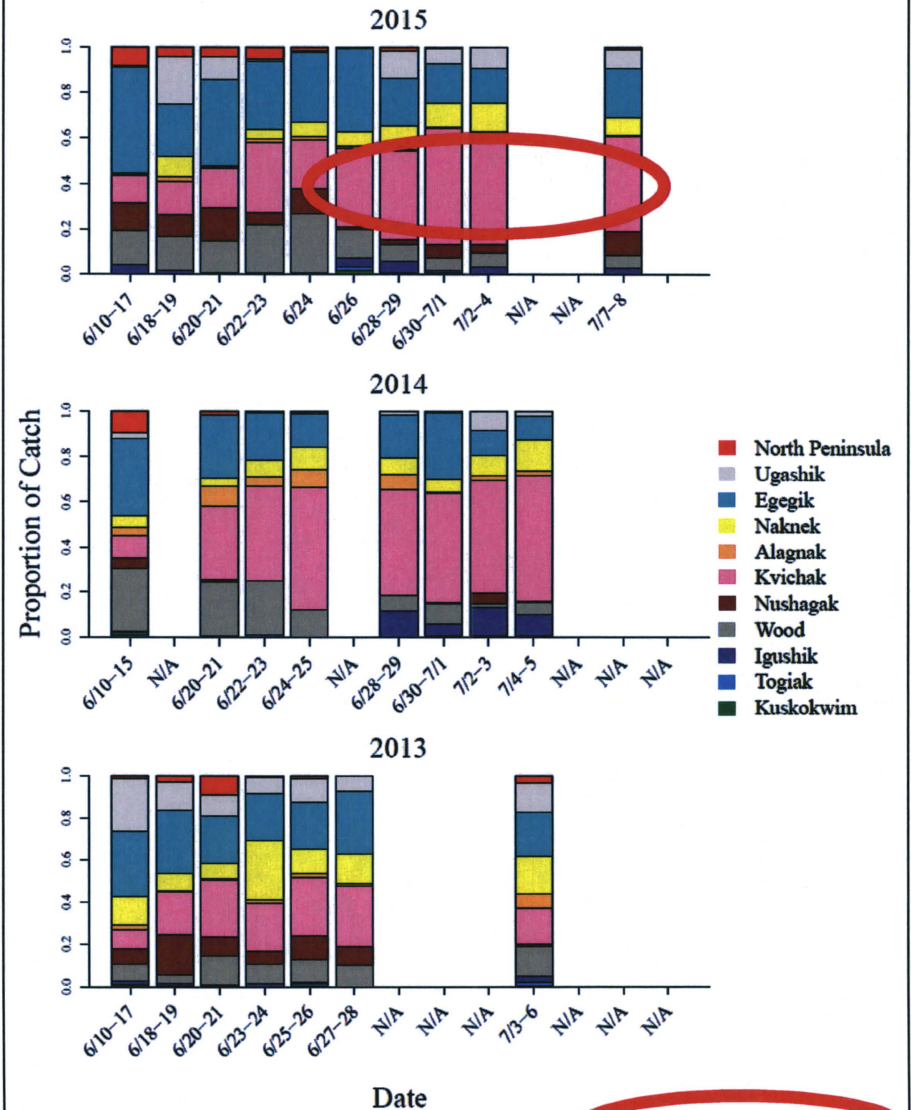 2015
1.0
0.8
0.6
0.4
0.2
0.0
6/10–17
6/18–19
6/20–21
6/22–23
6/24
6/26
6/28–29
6/30–7/1
7/2–4
N/A
N/A
7/7–8
Proportion of Catch
2014
1.0
0.8
0.6
0.4
0.2
0.0
6/10–15
N/A
6/20–21
6/22–23
6/24–25
N/A
6/28–29
6/30–7/1
7/2–3
7/4–5
N/A
N/A
N/A
North Peninsula
Ugashik
Egegik
Naknek
Alagnak
Kvichak
Nushagak
Wood
Igushik
Togiak
Kuskokwim
2013
1.0
0.8
0.6
0.4
0.2
0.0
6/10–17
6/18–19
6/20–21
6/23–24
6/25–26
6/27–28
N/A
N/A
N/A
7/3–6
N/A
N/A
N/A
Date